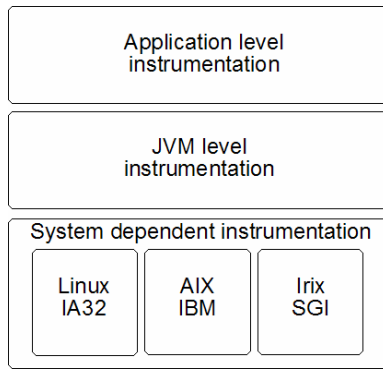 Application level
instrumentation
JVM level
instrumentation
System dependent instrumentation
Linux
IA32
AIX
IBM
Irix
SGI